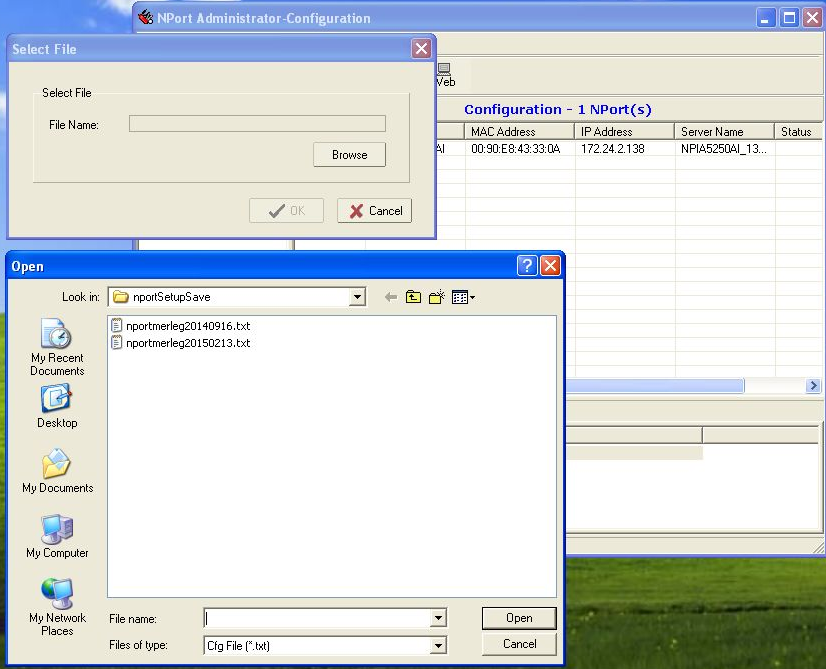 NPort Administrator-Configuration
Select File
Veb
Select File
File Name:
Browse
OK
Cancel
Configuration - 1 NPort(s)
MAC Address IP Address Server Name Status
AI 00:90:E8:43:33:0A 172.24.2.138 NPIA5250AI_13...
Open
Look in: nportSetupSave
nportmerleg20140916.txt
nportmerleg20150213.txt
My Recent
Documents
Desktop
My Documents
My Computer
My Network
Places
File name:
Open
Files of type: Cfg File (*.txt)
Cancel